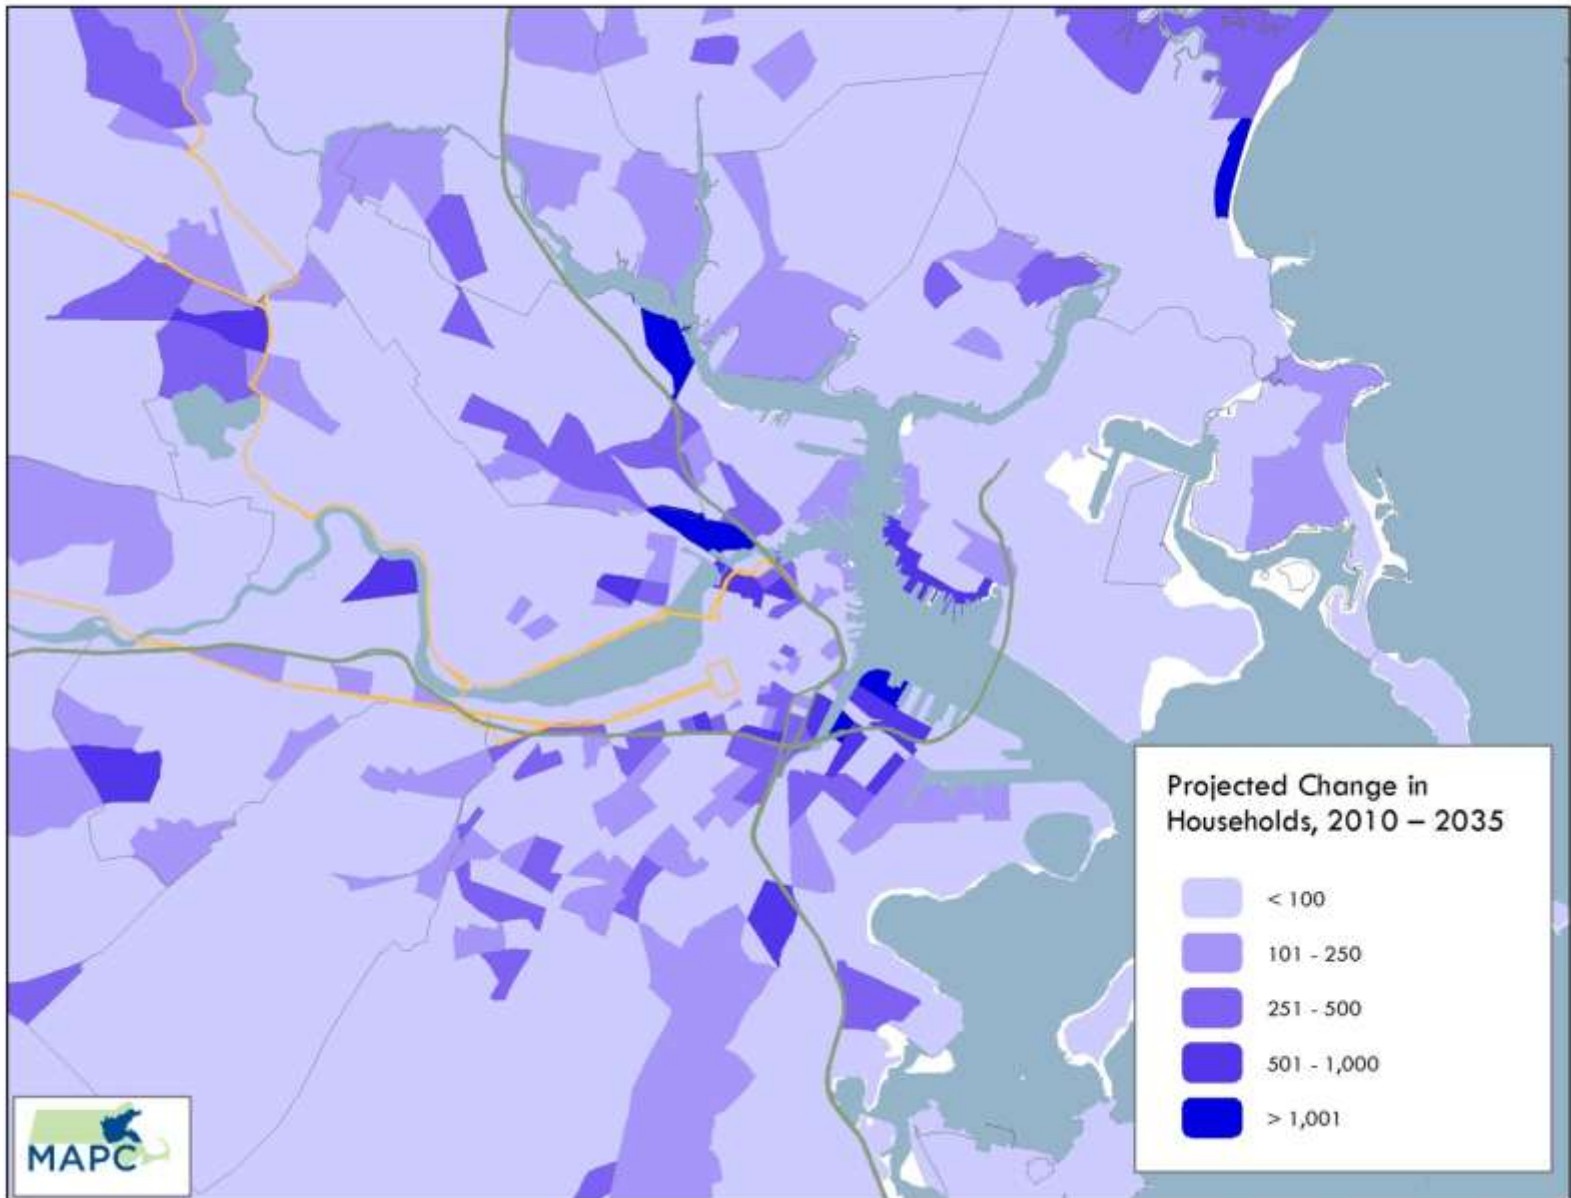 Projected Change in
Households, 2010 – 2035
< 100
101 - 250
251 - 500
501 - 1,000
> 1,001
MAPC